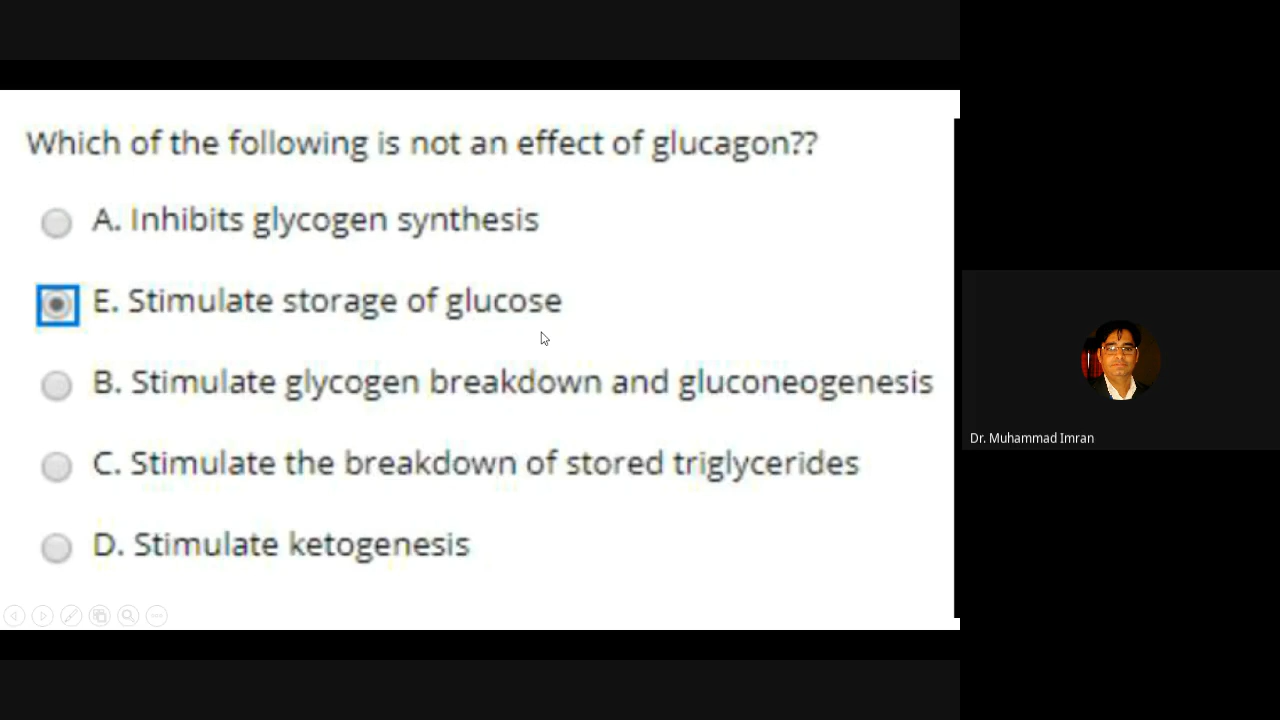 Which of the following is not an effect of glucagon??
A. Inhibits glycogen synthesis
E. Stimulate storage of glucose
B. Stimulate glycogen breakdown and gluconeogenesis
C. Stimulate the breakdown of stored triglycerides
D. Stimulate ketogenesis
Dr. Muhammad Imran